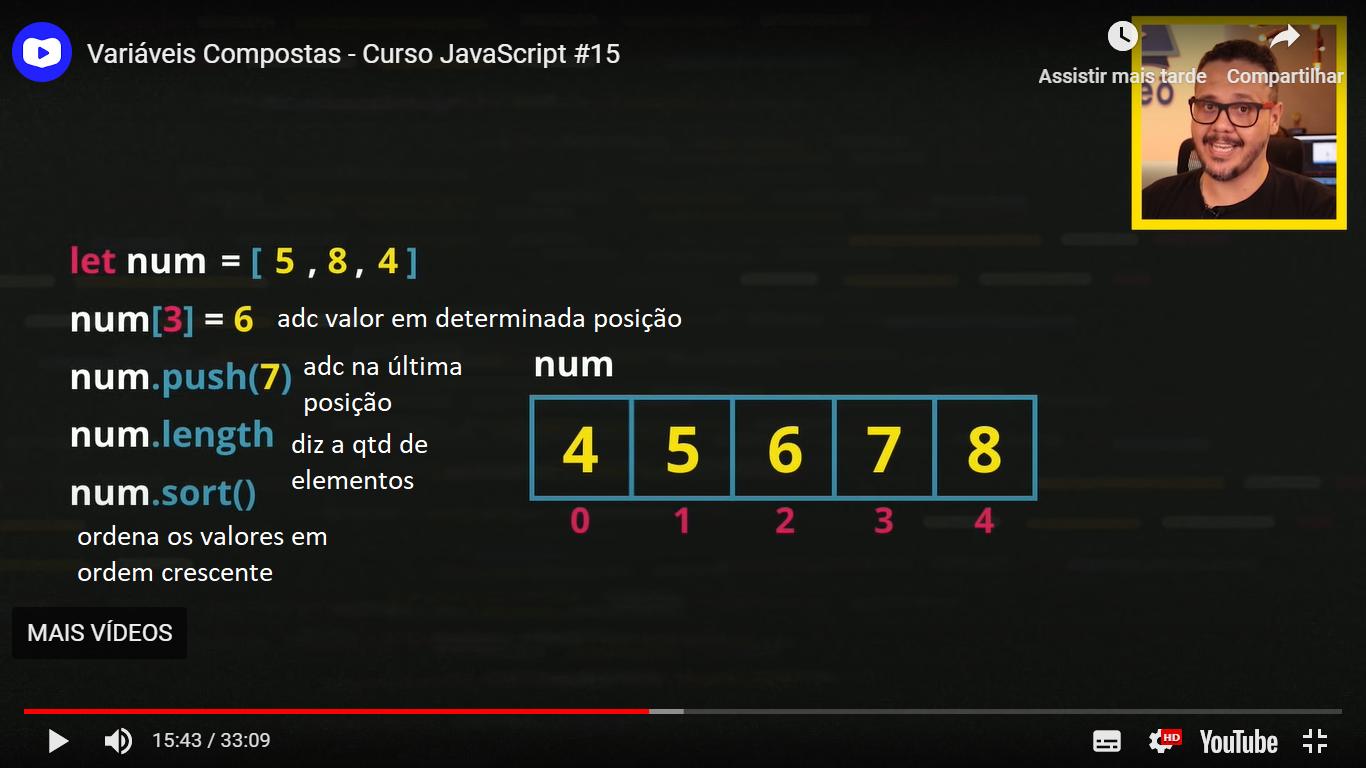 Variáveis Compostas - Curso JavaScript #15
Assistir mais tarde
Compartilhar
eo
let num = [ 5 , 8 , 4 ]
num[3] = 6 adc valor em determinada posição
num.push(7) adc na última
posição
num.length diz a qtd de
elementos
num.sort()
ordena os valores em
ordem crescente
num
4 5 6 7 8
0 1 2 3 4
MAIS VÍDEOS
15:43 / 33:09
HD
YouTube